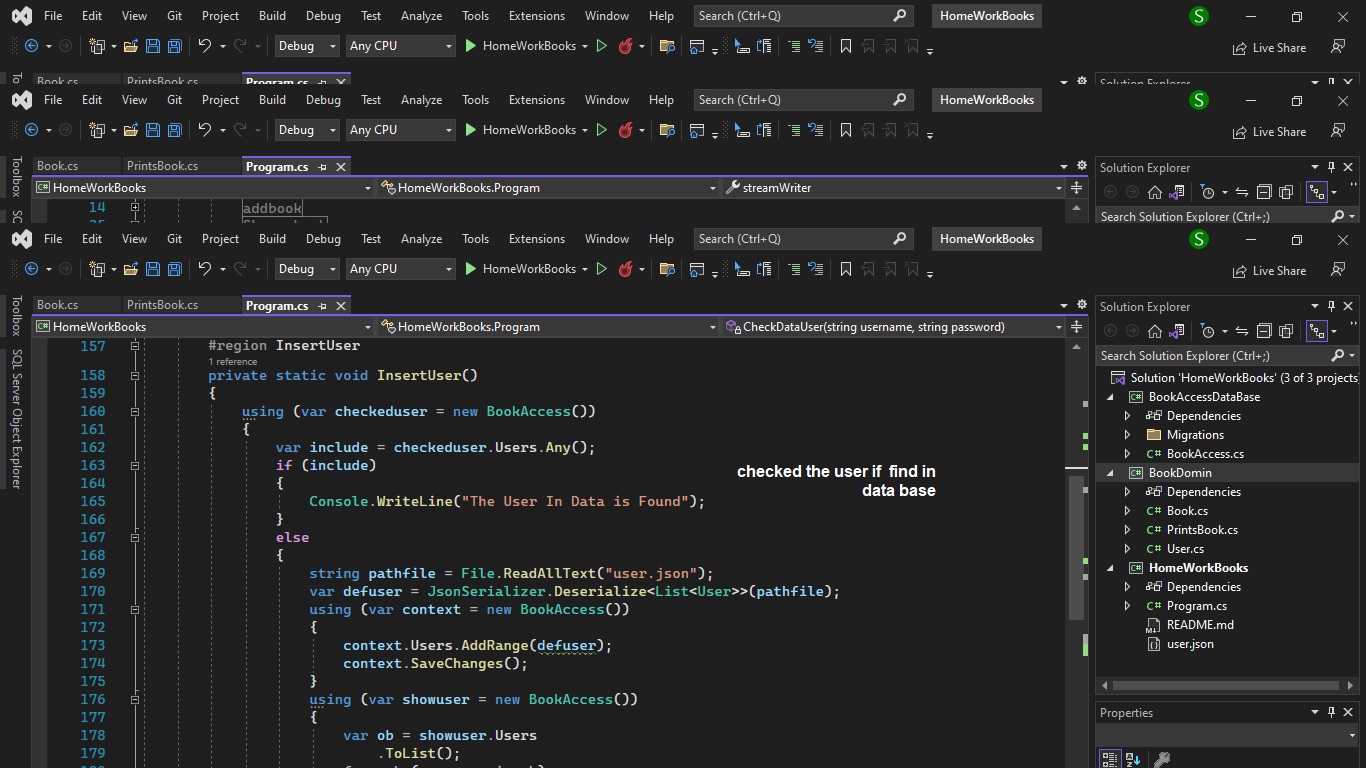 File Edit View Git Project Build Debug Test Analyze Tools Extensions Window Help Search (Ctrl+Q) HomeWorkBooks S
Debug Any CPU HomeWorkBooks Live Share
Book.cs PrintsBook.cs Program.cs Solution Explorer
File Edit View Git Project Build Debug Test Analyze Tools Extensions Window Help Search (Ctrl+Q) HomeWorkBooks S
Debug Any CPU HomeWorkBooks Live Share
Toolbox
Book.cs PrintsBook.cs Program.cs Solution Explorer
HomeWorkBooks HomeWorkBooks.Program streamWriter
14 addbook Search Solution Explorer (Ctrl+;)
File Edit View Git Project Build Debug Test Analyze Tools Extensions Window Help Search (Ctrl+Q) HomeWorkBooks S
Debug Any CPU HomeWorkBooks Live Share
Toolbox
SQL Server Object Explorer
Book.cs PrintsBook.cs Program.cs
HomeWorkBooks HomeWorkBooks.Program CheckDataUser(string username, string password)
157 #region InsertUser
1 reference
158 private static void InsertUser()
159 {
160 using (var checkeduser = new BookAccess())
161 {
162 var include = checkeduser.Users.Any();
163 if (include)
164 {
165 Console.WriteLine("The User In Data is Found");
166 }
167 else
168 {
169 string pathfile = File.ReadAllText("user.json");
170 var defuser = JsonSerializer.Deserialize<List<User>>(pathfile);
171 using (var context = new BookAccess())
172 {
173 context.Users.AddRange(defuser);
174 context.SaveChanges();
175 }
176 using (var showuser = new BookAccess())
177 {
178 var ob = showuser.Users
179 .ToList();
checked the user if find in
data base
Solution Explorer
Search Solution Explorer (Ctrl+;)
Solution 'HomeWorkBooks' (3 of 3 projects
BookAccessDataBase
Dependencies
Migrations
C# BookAccess.cs
BookDomin
Dependencies
C# Book.cs
C# PrintsBook.cs
C# User.cs
HomeWorkBooks
Dependencies
C# Program.cs
README.md
user.json
Properties